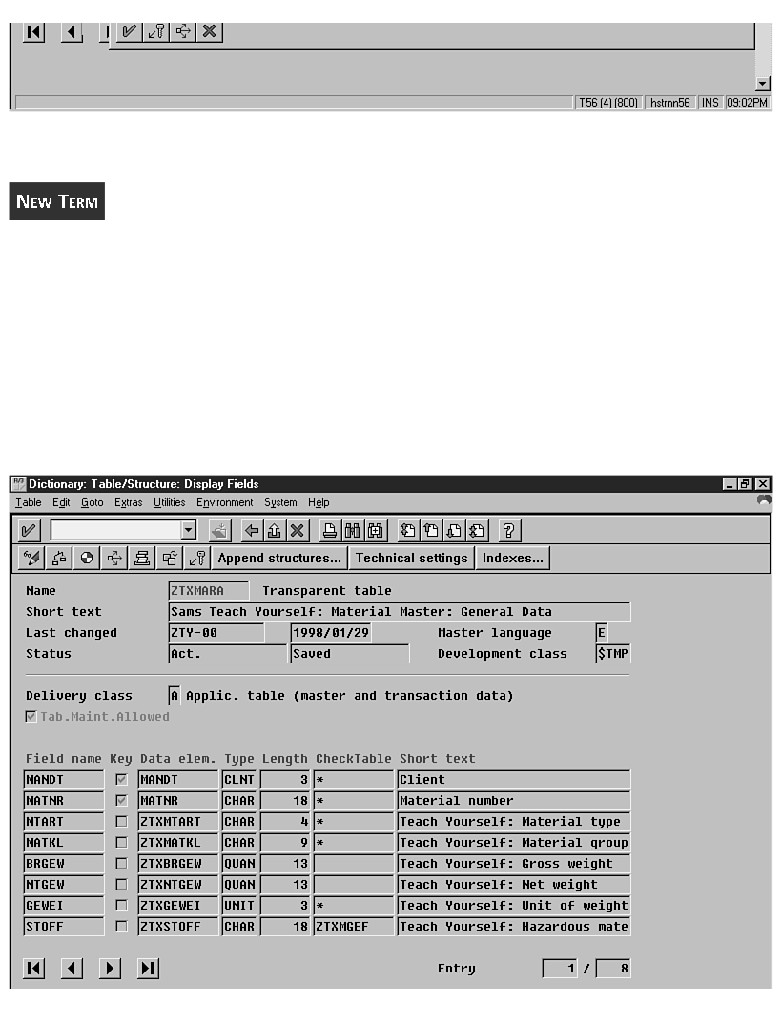 T56 (4) (800) hstrnn56 INS 09:02PM
NEW TERM
Dictionary: Table/Structure: Display Fields
Table Edit Goto Extras Utilities Environment System Help
Append structures... Technical settings Indexes...
Name ZTXMARA Transparent table
Short text Sams Teach Yourself: Material Master: General Data
Last changed ZTY-00 1998/01/29 Master language E
Status Act. Saved Development class $TMP
Delivery class A Applic. table (master and transaction data)
Tab.Maint.Allowed
Field name Key Data elem. Type Length CheckTable Short text
MANDT MANDT CLNT 3 * Client
MATNR MATNR CHAR 18 * Material number
MTART ZTXMTART CHAR 4 * Teach Yourself: Material type
MATKL ZTXMATKL CHAR 9 * Teach Yourself: Material group
BRGEW ZTXBRGEW QUAN 13 Teach Yourself: Gross weight
NTGEW ZTXNTGEW QUAN 13 Teach Yourself: Net weight
GEWEI ZTXGEWEI UNIT 3 * Teach Yourself: Unit of weight
STOFF ZTXSTOFF CHAR 18 ZTXMGEF Teach Yourself: Hazardous mate
Entry 1 / 8